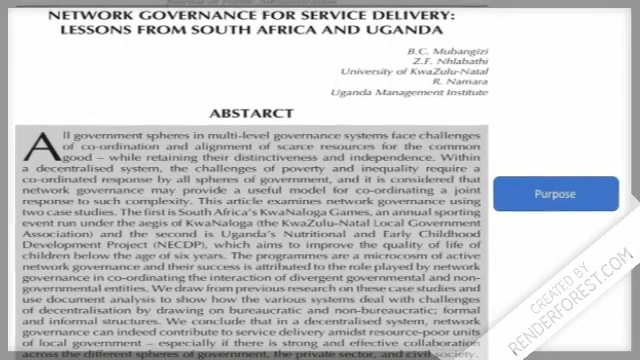 NETWORK GOVERNANCE FOR SERVICE DELIVERY:
LESSONS FROM SOUTH AFRICA AND UGANDA
B.C. Mubangizi
Z.F. Nhlabathi
University of KwaZulu-Natal
R. Namara
Uganda Management Institute
ABSTARCT
All government spheres in multi-level governance systems face challenges
of co-ordination and alignment of scarce resources for the common
good – while retaining their distinctiveness and independence. Within
a decentralised system, the challenges of poverty and inequality require a
co-ordinated response by all spheres of government, and it is considered that
network governance may provide a useful model for co-ordinating a joint
response to such complexity. This article examines network governance using
two case studies. The first is South Africa's KwaNaloga Games, an annual sporting
event run under the aegis of KwaNaloga (the KwaZulu-Natal Local Government
Association) and the second is Uganda's Nutritional and Early Childhood
Development Project (NECDP), which aims to improve the quality of life of
children below the age of six years. The programmes are a microcosm of active
network governance and their success is attributed to the role played by network
governance in co-ordinating the interaction of divergent governmental and non-
governmental entities. We draw from previous research on these case studies and
use document analysis to show how the various systems deal with challenges
of decentralisation by drawing on bureaucratic and non-bureaucratic; formal
and informal structures. We conclude that in a decentralised system, network
governance can indeed contribute to service delivery amidst resource-poor units
of local government – especially if there is strong and effective collaboration
across the different spheres of government, the private sector, and civil society.
Purpose
CREATED BY
RENDERFOREST.COM